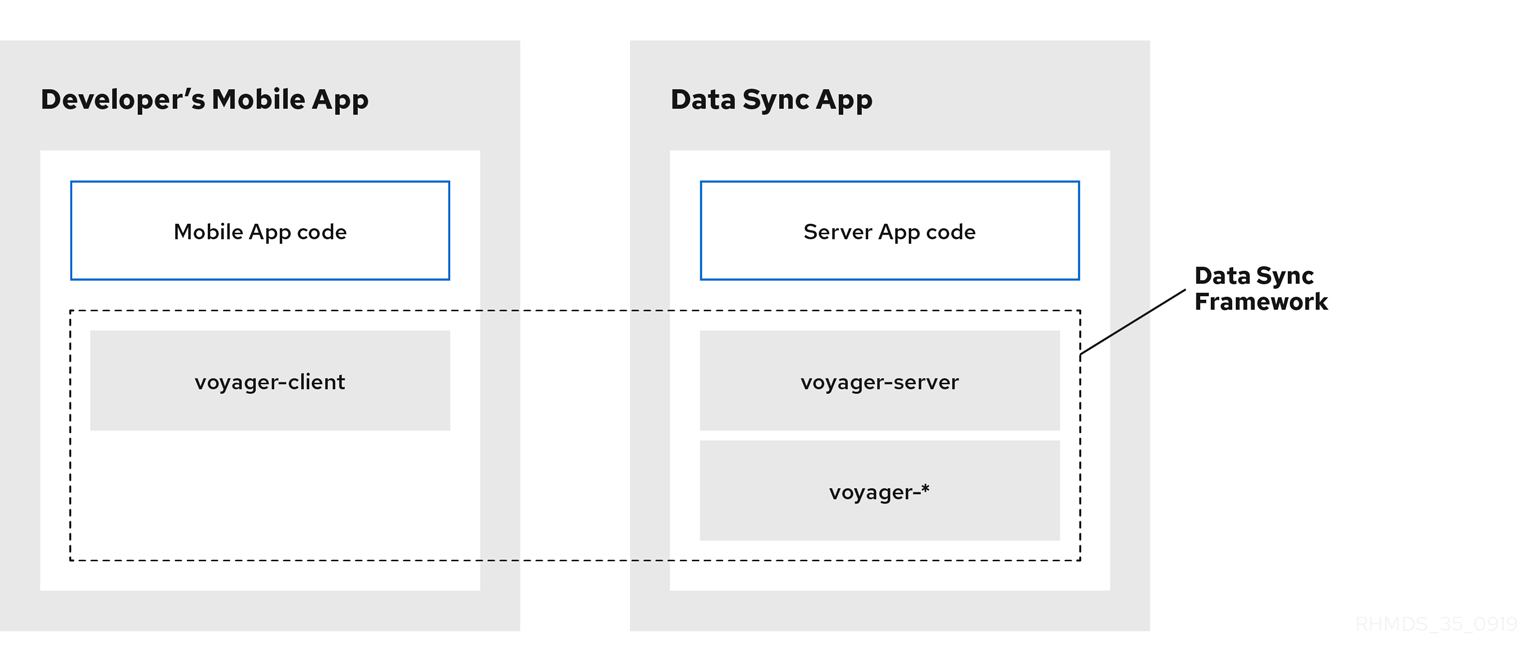 Developer’s Mobile App
Mobile App code
voyager-client
Data Sync App
Server App code
voyager-server
voyager-*
Data Sync
Framework
RHMDS_35_0919